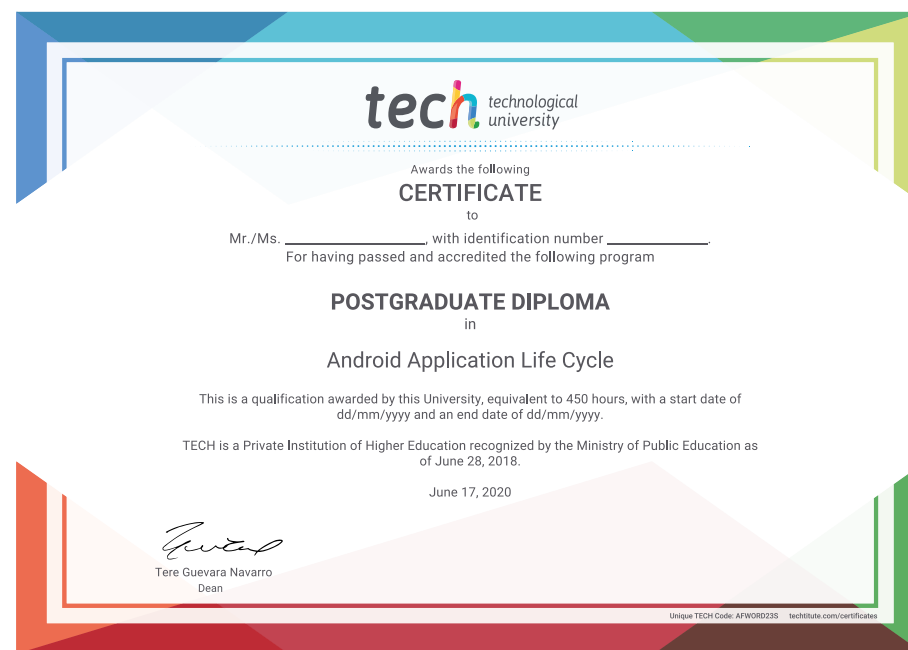 tech technological
university
Awards the following
CERTIFICATE
to
Mr./Ms. ____________________, with identification number __________________.
For having passed and accredited the following program
POSTGRADUATE DIPLOMA
in
Android Application Life Cycle
This is a qualification awarded by this University, equivalent to 450 hours, with a start date of
dd/mm/yyyy and an end date of dd/mm/yyyy.
TECH is a Private Institution of Higher Education recognized by the Ministry of Public Education as
of June 28, 2018.
June 17, 2020
Tere Guevara Navarro
Dean
Unique TECH Code: AFWORD23S techtitute.com/certificates